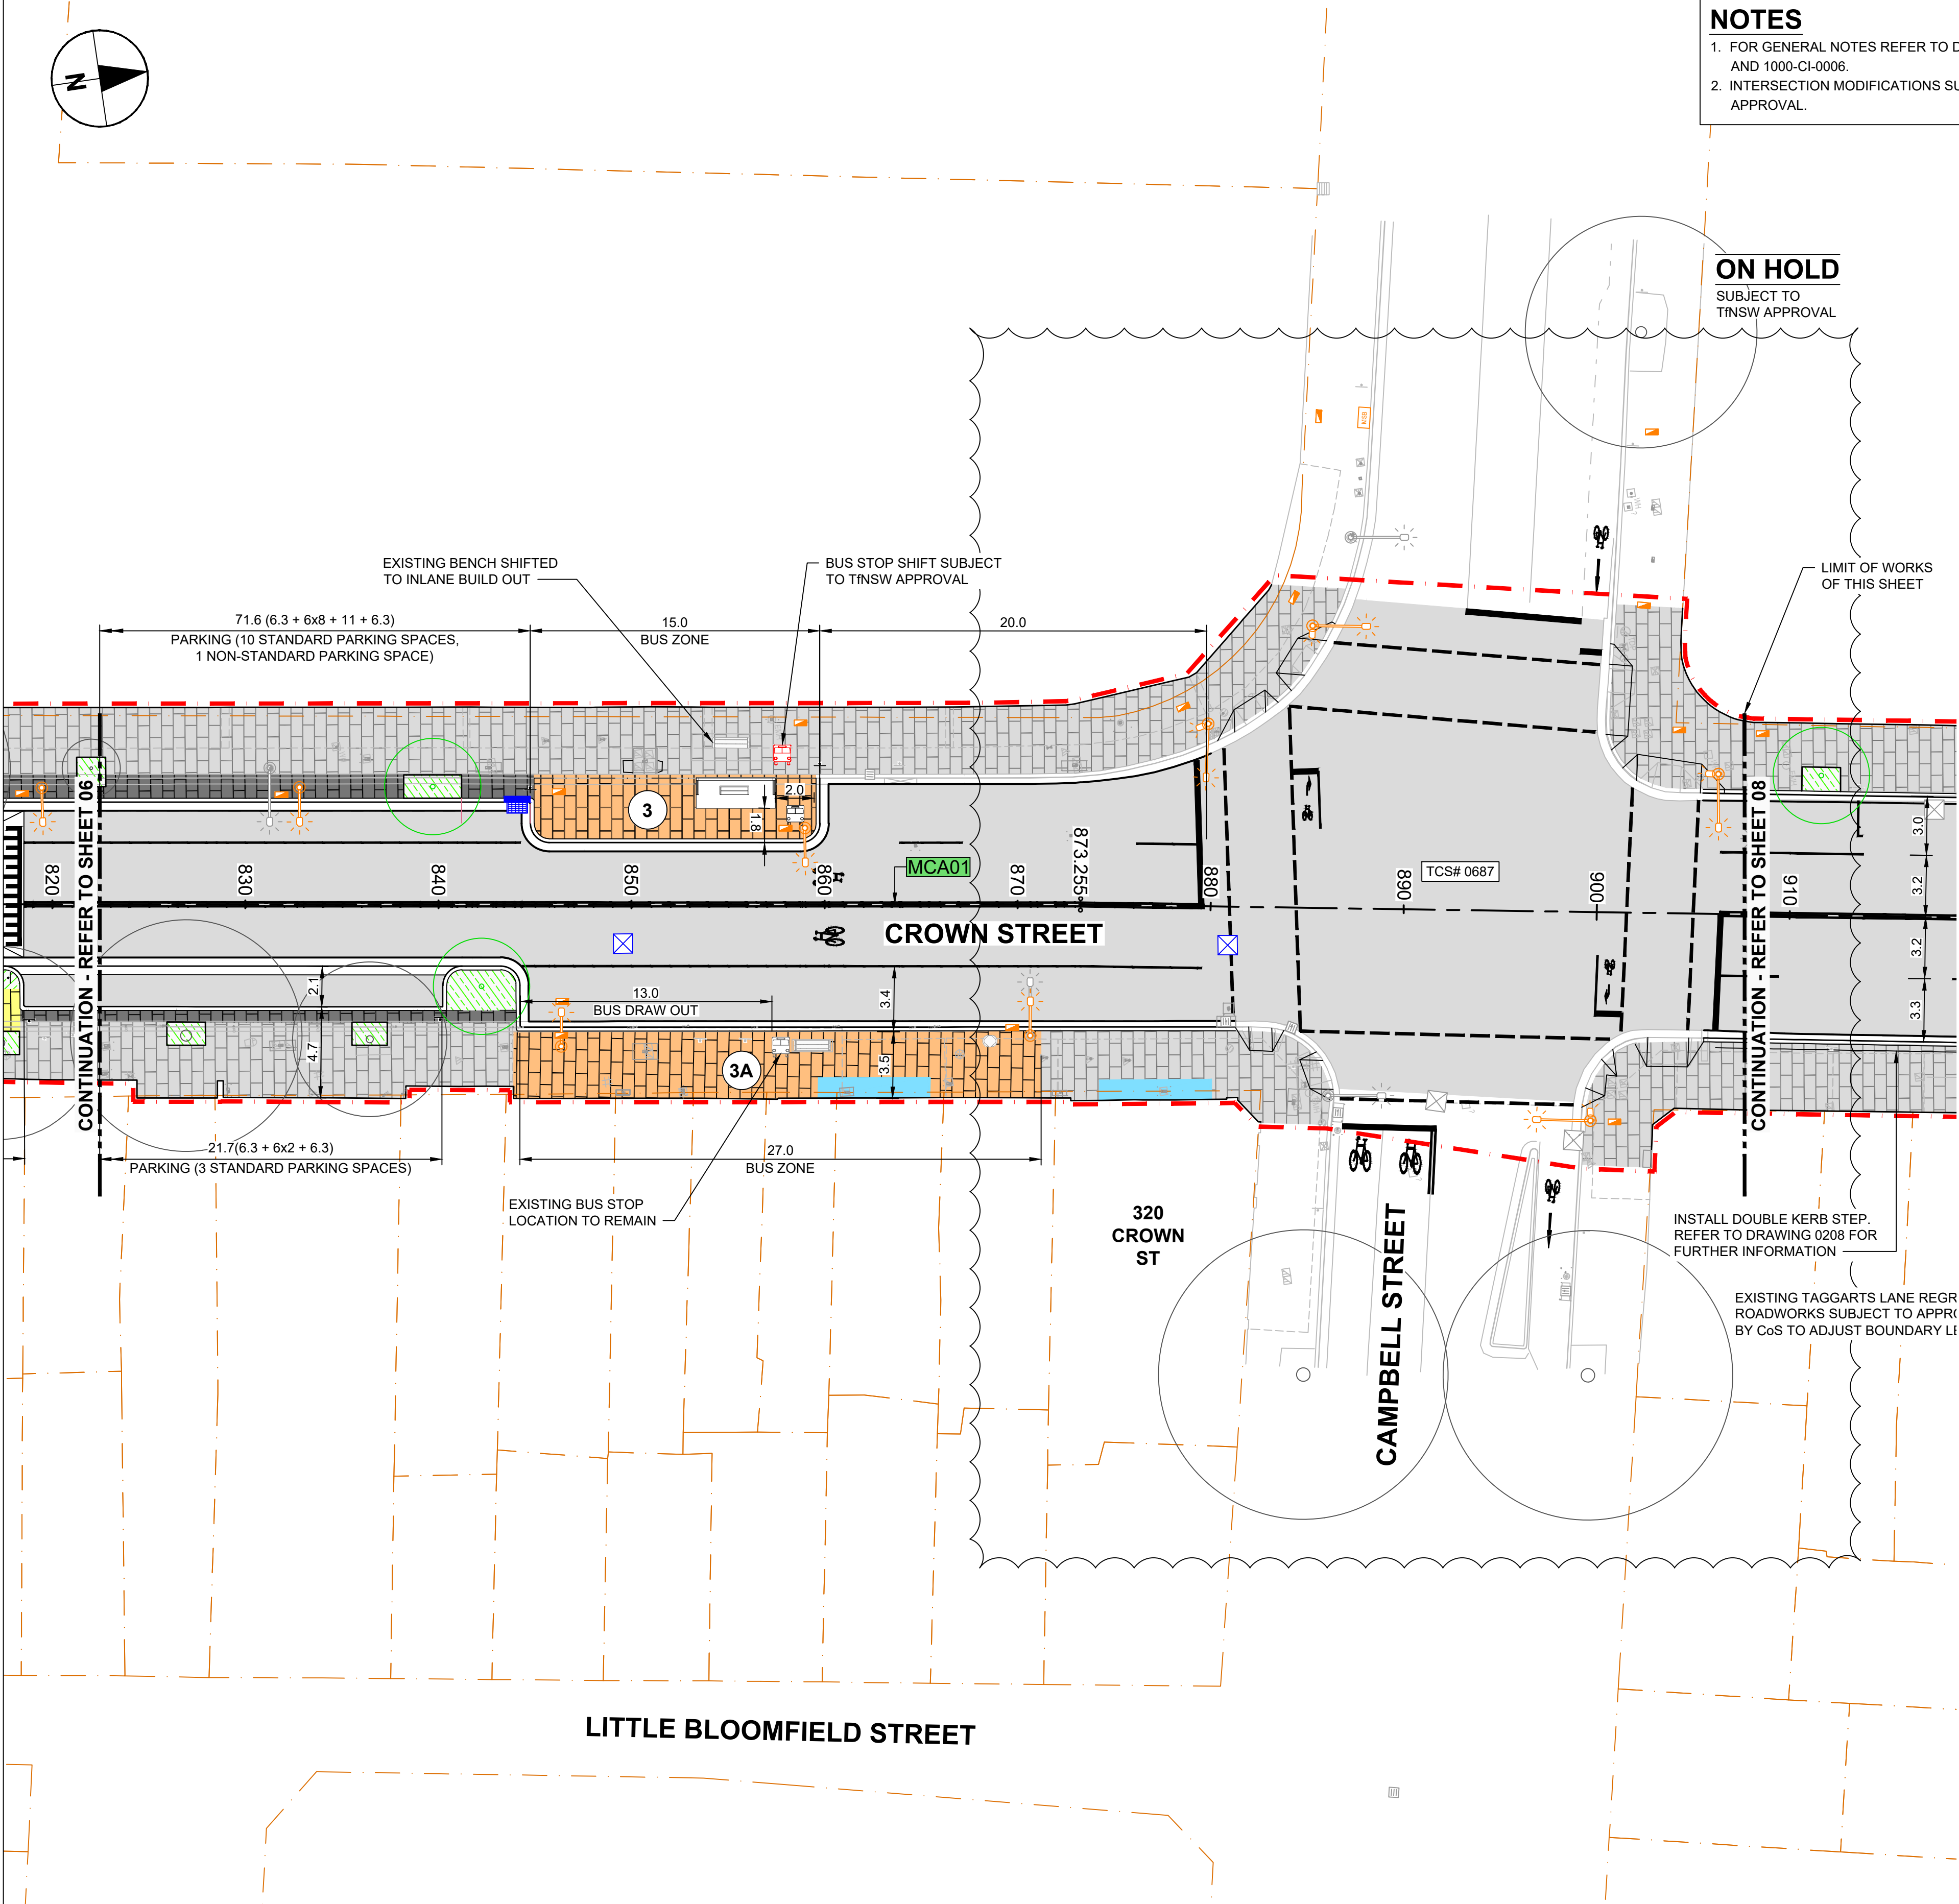 NOTES
1. FOR GENERAL NOTES REFER TO D
AND 1000-CI-0006.
2. INTERSECTION MODIFICATIONS SU
APPROVAL.
N
ON HOLD
SUBJECT TO
TfNSW APPROVAL
MSB
EXISTING BENCH SHIFTED
TO INLANE BUILD OUT
BUS STOP SHIFT SUBJECT
TO TfNSW APPROVAL
LIMIT OF WORKS
OF THIS SHEET
71.6 (6.3 + 6x8 + 11 + 6.3)
PARKING (10 STANDARD PARKING SPACES,
1 NON-STANDARD PARKING SPACE)
15.0
BUS ZONE
20.0
CONTINUATION - REFER TO SHEET 06
CONTINUATION - REFER TO SHEET 08
3
2.0
1.8
820
830
840
850
860
870
873.255
880
890
900
910
MCA01
TCS# 0687
3.0
3.2
3.2
3.3
CROWN STREET
2.1
4.7
13.0
BUS DRAW OUT
3.4
3.5
3A
21.7(6.3 + 6x2 + 6.3)
PARKING (3 STANDARD PARKING SPACES)
27.0
BUS ZONE
EXISTING BUS STOP
LOCATION TO REMAIN
320
CROWN
ST
CAMPBELL STREET
INSTALL DOUBLE KERB STEP.
REFER TO DRAWING 0208 FOR
FURTHER INFORMATION
EXISTING TAGGARTS LANE REGR
ROADWORKS SUBJECT TO APPRO
BY CoS TO ADJUST BOUNDARY LE
LITTLE BLOOMFIELD STREET